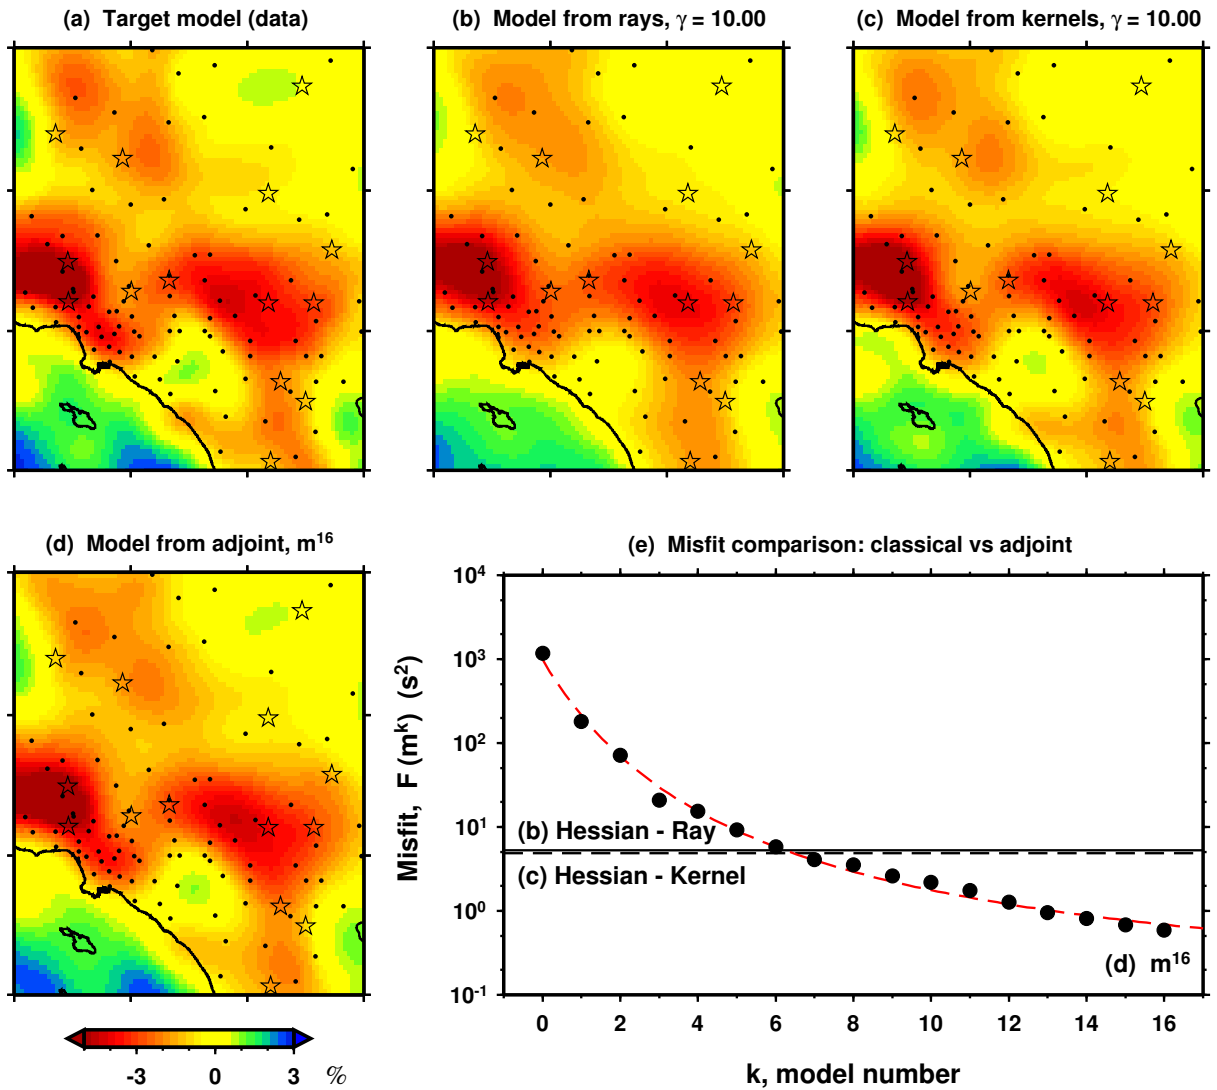 (a) Target model (data)
(b) Model from rays, γ = 10.00
(c) Model from kernels, γ = 10.00
(d) Model from adjoint, m¹⁶
-3 0 3 %
(e) Misfit comparison: classical vs adjoint
Misfit, F (mᵏ) (s²)
10⁴
10³
10²
10¹
10⁰
10⁻¹
(b) Hessian - Ray
(c) Hessian - Kernel
(d) m¹⁶
0 2 4 6 8 10 12 14 16
k, model number